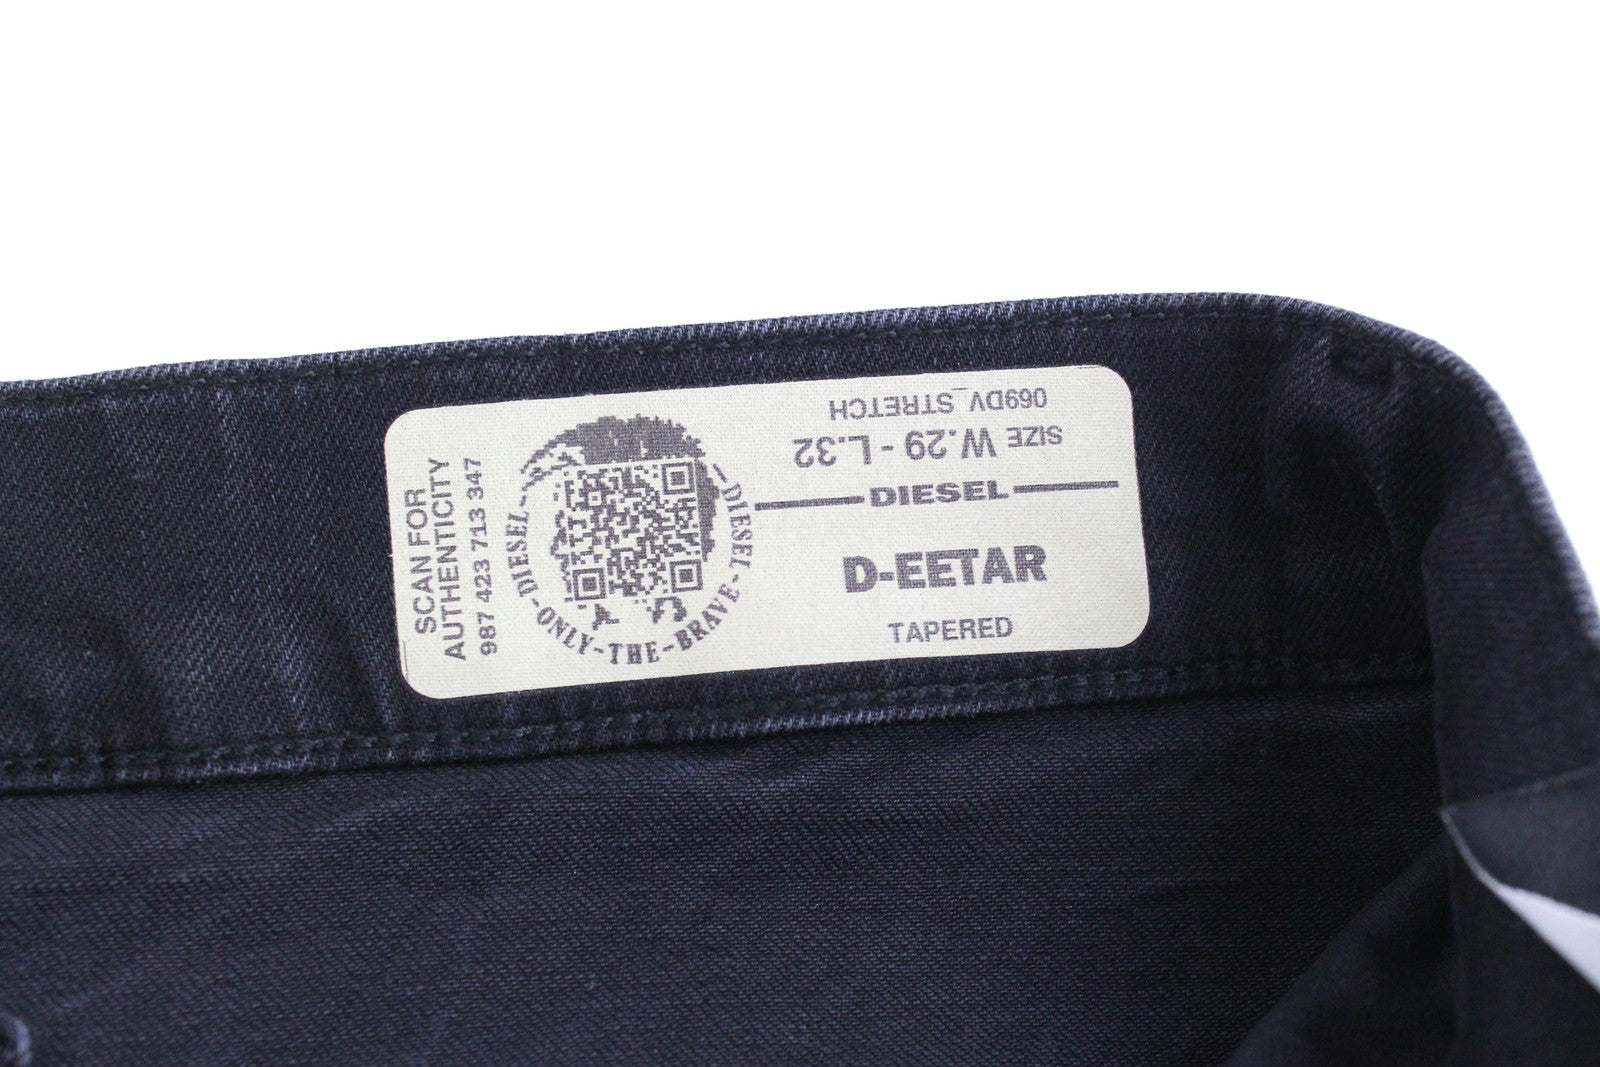 SCAN FOR
AUTHENTICITY
987 423 713 347
-DIESEL-ONLY-THE-BRAVE-DIESEL-
069DV_STRETCH
SIZE W.29 - L.32
DIESEL
D-EETAR
TAPERED